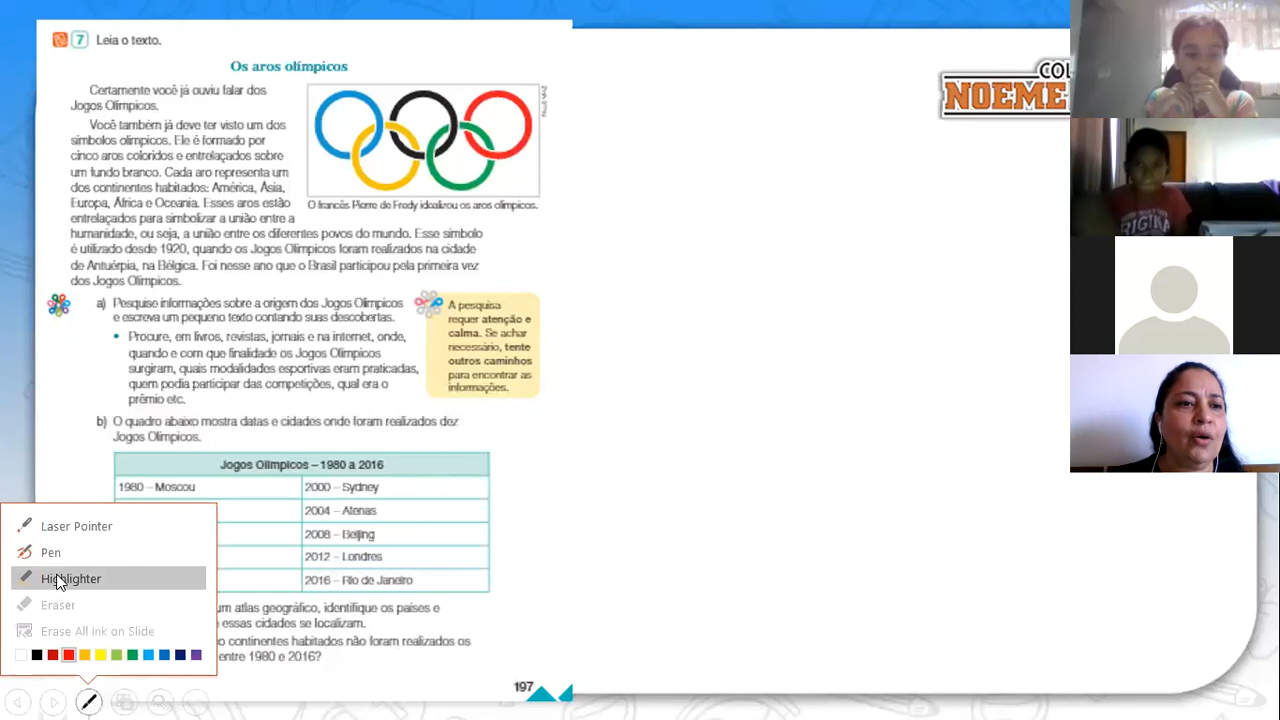 7 Leia o texto.
Os aros olímpicos
Certamente você já ouviu falar dos
Jogos Olímpicos.
Você também já deve ter visto um dos
símbolos olímpicos. Ele é formado por
cinco aros coloridos e entrelaçados sobre
um fundo branco. Cada aro representa um
dos continentes habitados: América, Ásia,
Europa, África e Oceania. Esses aros estão
entrelaçados para simbolizar a união entre a
humanidade, ou seja, a união entre os diferentes povos do mundo. Esse símbolo
é utilizado desde 1920, quando os Jogos Olímpicos foram realizados na cidade
de Antuérpia, na Bélgica. Foi nesse ano que o Brasil participou pela primeira vez
dos Jogos Olímpicos.
O francês Pierre de Fredy idealizou os aros olímpicos.
a) Pesquise informações sobre a origem dos Jogos Olímpicos
e escreva um pequeno texto contando suas descobertas.
• Procure, em livros, revistas, jornais e na internet, onde,
quando e com que finalidade os Jogos Olímpicos
surgiram, quais modalidades esportivas eram praticadas,
quem podia participar das competições, qual era o
prêmio etc.
A pesquisa
requer atenção e
calma. Se achar
necessário, tente
outros caminhos
para encontrar as
informações.
b) O quadro abaixo mostra datas e cidades onde foram realizados dez
Jogos Olímpicos.
Jogos Olímpicos – 1980 a 2016
1980 – Moscou 2000 – Sydney
2004 – Atenas
2008 – Beijing
2012 – Londres
2016 – Rio de Janeiro
um atlas geográfico, identifique os países e
essas cidades se localizam.
continentes habitados não foram realizados os
entre 1980 e 2016?
197
Laser Pointer
Pen
Highlighter
Eraser
Erase All Ink on Slide
COL
NOEME